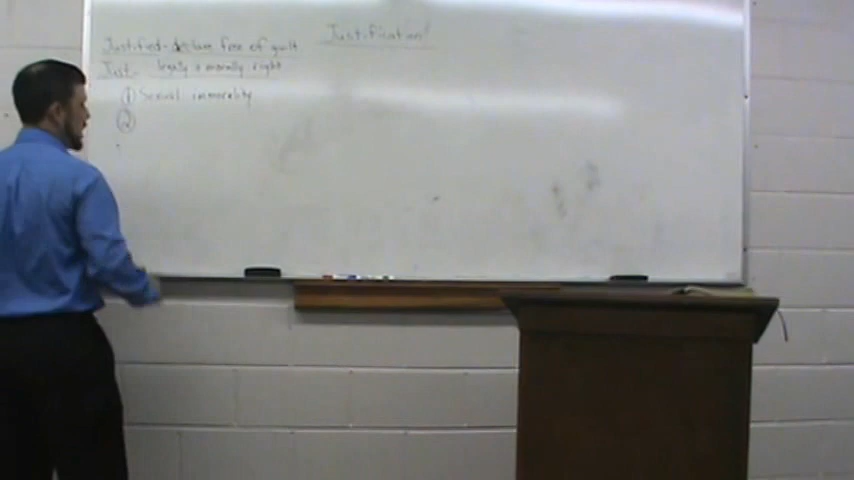 Justification!
Justified- declare free of guilt
Just- legally & morally right
① Sexual immorality
②